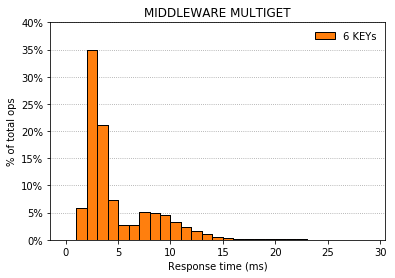 MIDDLEWARE MULTIGET
6 KEYs
% of total ops
40%
35%
30%
25%
20%
15%
10%
5%
0%
0 5 10 15 20 25 30
Response time (ms)